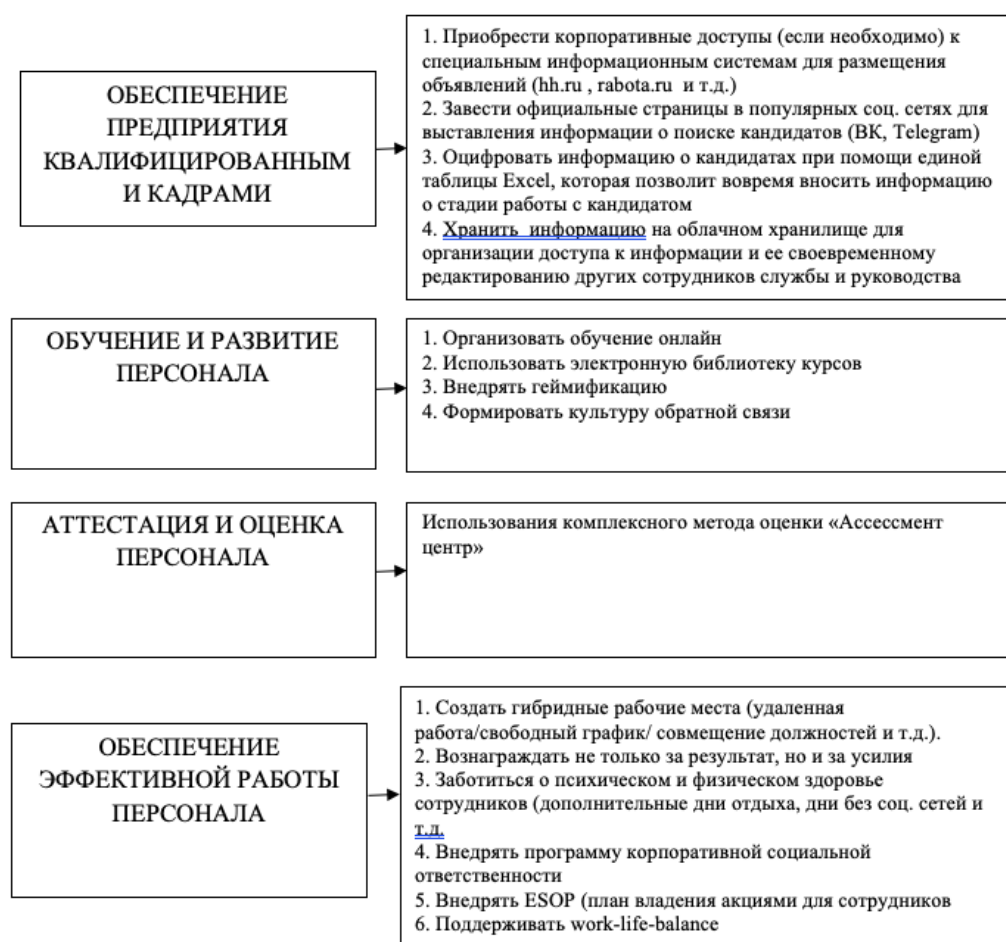 ОБЕСПЕЧЕНИЕ
ПРЕДПРИЯТИЯ
КВАЛИФИЦИРОВАННЫМ
И КАДРАМИ
1. Приобрести корпоративные доступы (если необходимо) к
специальным информационным системам для размещения
объявлений (hh.ru , rabota.ru и т.д.)
2. Завести официальные страницы в популярных соц. сетях для
выставления информации о поиске кандидатов (ВК, Telegram)
3. Оцифровать информацию о кандидатах при помощи единой
таблицы Excel, которая позволит вовремя вносить информацию
о стадии работы с кандидатом
4. Хранить информацию на облачном хранилище для
организации доступа к информации и ее своевременному
редактированию других сотрудников службы и руководства
ОБУЧЕНИЕ И РАЗВИТИЕ
ПЕРСОНАЛА
1. Организовать обучение онлайн
2. Использовать электронную библиотеку курсов
3. Внедрять геймификацию
4. Формировать культуру обратной связи
АТТЕСТАЦИЯ И ОЦЕНКА
ПЕРСОНАЛА
Использования комплексного метода оценки «Ассессмент
центр»
ОБЕСПЕЧЕНИЕ
ЭФФЕКТИВНОЙ РАБОТЫ
ПЕРСОНАЛА
1. Создать гибридные рабочие места (удаленная
работа/свободный график/ совмещение должностей и т.д.).
2. Вознаграждать не только за результат, но и за усилия
3. Заботиться о психическом и физическом здоровье
сотрудников (дополнительные дни отдыха, дни без соц. сетей и
т.д.
4. Внедрять программу корпоративной социальной
ответственности
5. Внедрять ESOP (план владения акциями для сотрудников
6. Поддерживать work-life-balance